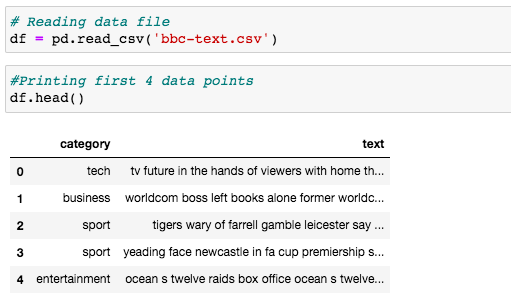 # Reading data file
df = pd.read_csv('bbc-text.csv')
#Printing first 4 data points
df.head()
category text
0 tech tv future in the hands of viewers with home th...
1 business worldcom boss left books alone former worldc...
2 sport tigers wary of farrell gamble leicester say ...
3 sport yeading face newcastle in fa cup premiership s...
4 entertainment ocean s twelve raids box office ocean s twelve...